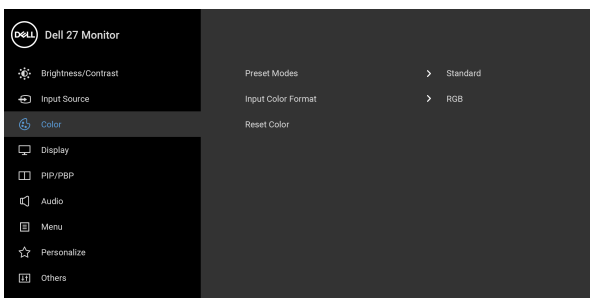 DELL Dell 27 Monitor
Brightness/Contrast
Preset Modes Standard
Input Source
Input Color Format RGB
Color
Reset Color
Display
PIP/PBP
Audio
Menu
Personalize
Others